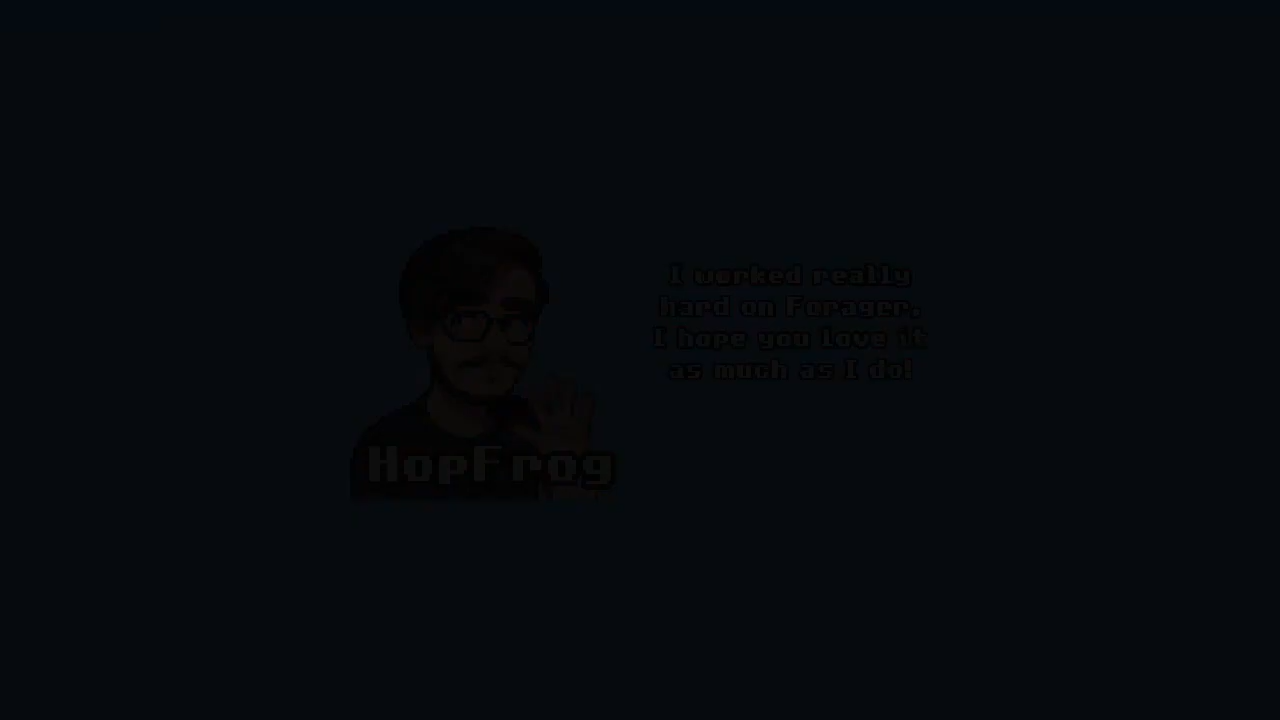 I worked really
hard on Forager.
I hope you love it
as much as I do!
HopFrog